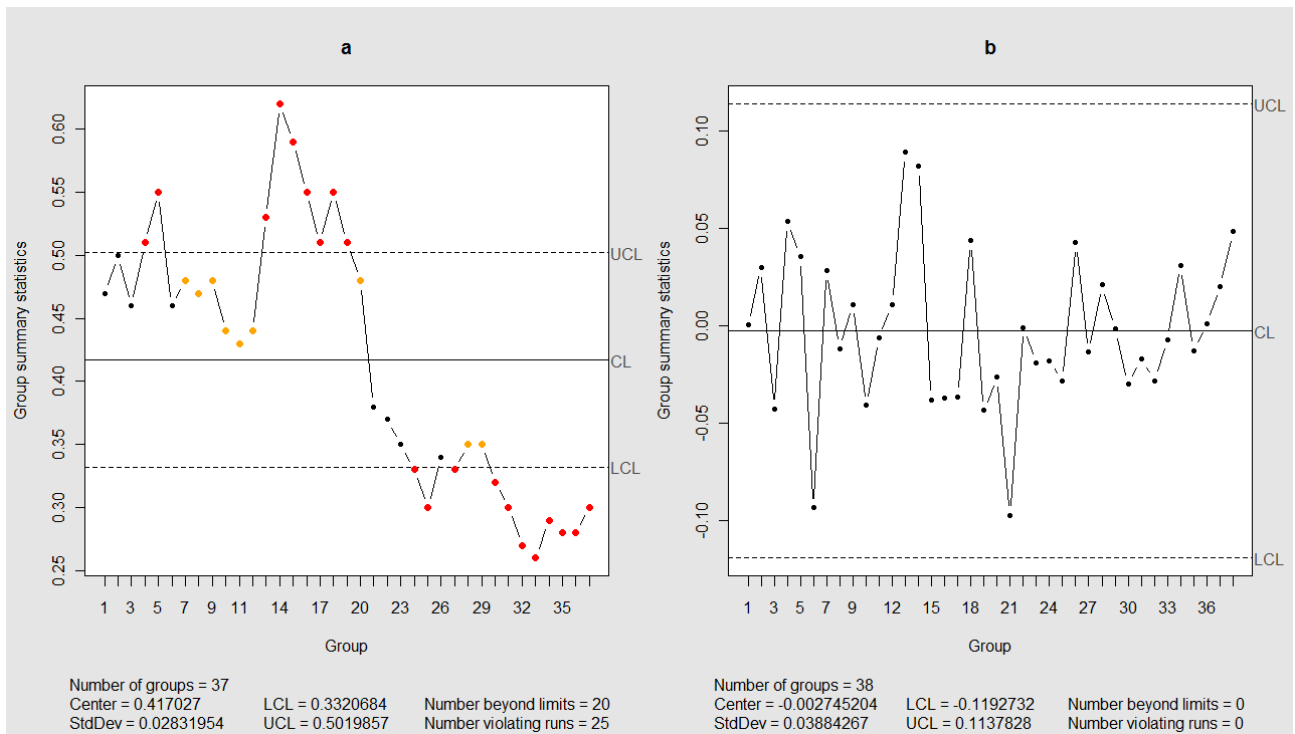 a
Group summary statistics
0.60
0.55
0.50
0.45
0.40
0.35
0.30
0.25
UCL
CL
LCL
1 3 5 7 9 11 14 17 20 23 26 29 32 35
Group
Number of groups = 37
Center = 0.417027 LCL = 0.3320684 Number beyond limits = 20
StdDev = 0.02831954 UCL = 0.5019857 Number violating runs = 25
b
Group summary statistics
0.10
0.05
0.00
-0.05
-0.10
UCL
CL
LCL
1 3 5 7 9 12 15 18 21 24 27 30 33 36
Group
Number of groups = 38
Center = -0.002745204 LCL = -0.1192732 Number beyond limits = 0
StdDev = 0.03884267 UCL = 0.1137828 Number violating runs = 0